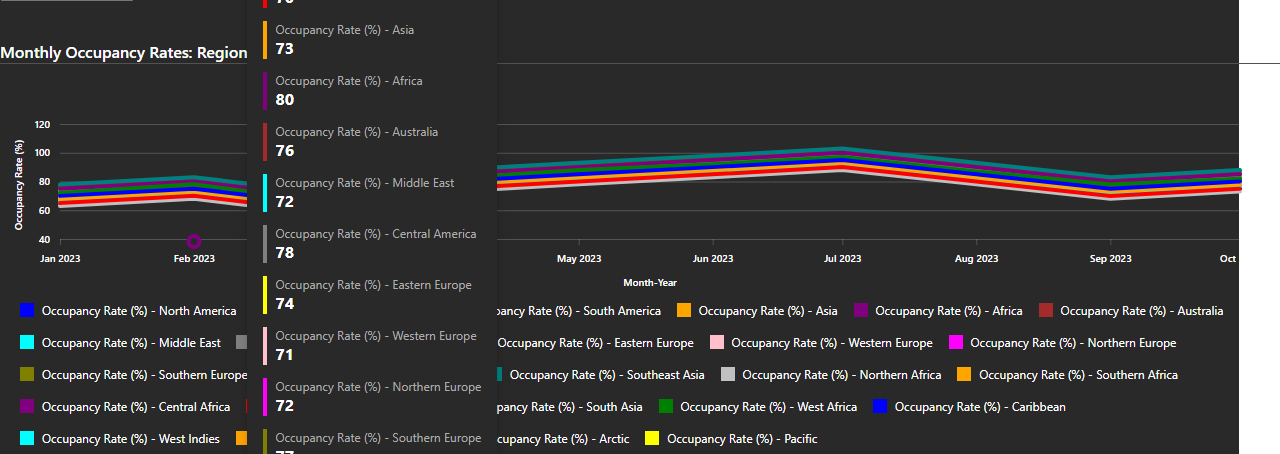 Occupancy Rate (%) - Asia
73
Monthly Occupancy Rates: Region
Occupancy Rate (%) - Africa
80
Occupancy Rate (%) - Australia
76
Occupancy Rate (%) - Middle East
72
Occupancy Rate (%) - Central America
78
Occupancy Rate (%) - Eastern Europe
74
Occupancy Rate (%) - Western Europe
71
Occupancy Rate (%) - Northern Europe
72
Occupancy Rate (%) - Southern Europe
Occupancy Rate (%)
120
100
80
60
40
Jan 2023 Feb 2023 May 2023 Jun 2023 Jul 2023 Aug 2023 Sep 2023 Oct
Month-Year
Occupancy Rate (%) - North America pancy Rate (%) - South America Occupancy Rate (%) - Asia Occupancy Rate (%) - Africa Occupancy Rate (%) - Australia
Occupancy Rate (%) - Middle East Occupancy Rate (%) - Eastern Europe Occupancy Rate (%) - Western Europe Occupancy Rate (%) - Northern Europe
Occupancy Rate (%) - Southern Europe Occupancy Rate (%) - Southeast Asia Occupancy Rate (%) - Northern Africa Occupancy Rate (%) - Southern Africa
Occupancy Rate (%) - Central Africa pancy Rate (%) - South Asia Occupancy Rate (%) - West Africa Occupancy Rate (%) - Caribbean
Occupancy Rate (%) - West Indies cupancy Rate (%) - Arctic Occupancy Rate (%) - Pacific